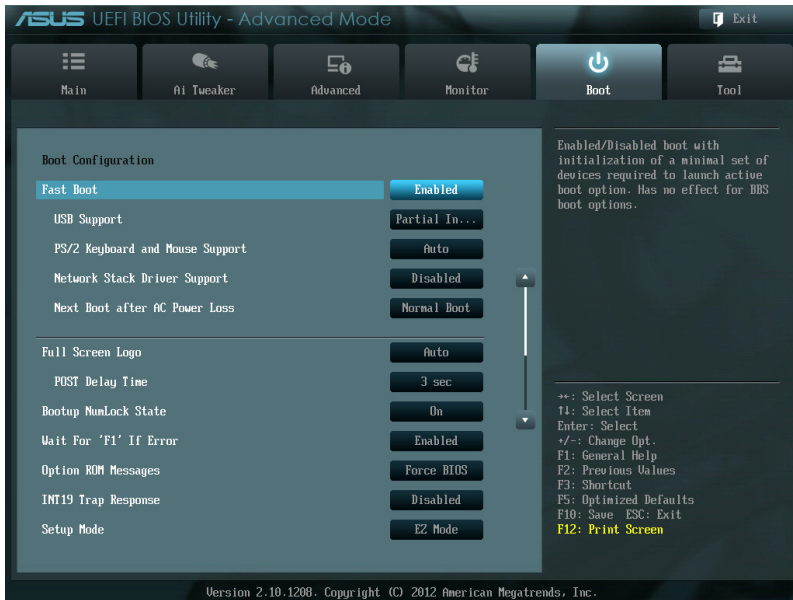 ASUS UEFI BIOS Utility - Advanced Mode
Exit
Main
Ai Tweaker
Advanced
Monitor
Boot
Tool
Boot Configuration
Fast Boot Enabled
USB Support Partial In...
PS/2 Keyboard and Mouse Support Auto
Network Stack Driver Support Disabled
Next Boot after AC Power Loss Normal Boot
Full Screen Logo Auto
POST Delay Time 3 sec
Bootup NumLock State On
Wait For 'F1' If Error Enabled
Option ROM Messages Force BIOS
INT19 Trap Response Disabled
Setup Mode EZ Mode
Enabled/Disabled boot with
initialization of a minimal set of
devices required to launch active
boot option. Has no effect for BBS
boot options.
→←: Select Screen
↑↓: Select Item
Enter: Select
+/-: Change Opt.
F1: General Help
F2: Previous Values
F3: Shortcut
F5: Optimized Defaults
F10: Save ESC: Exit
F12: Print Screen
Version 2.10.1208. Copyright (C) 2012 American Megatrends, Inc.